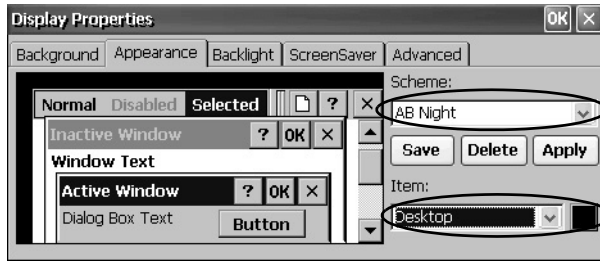 Display Properties OK ×
Background Appearance Backlight ScreenSaver Advanced
Scheme:
Normal Disabled Selected ? ×
AB Night
Inactive Window ? OK ×
Save Delete Apply
Window Text
Active Window ? OK ×
Item:
Dialog Box Text Button
Desktop